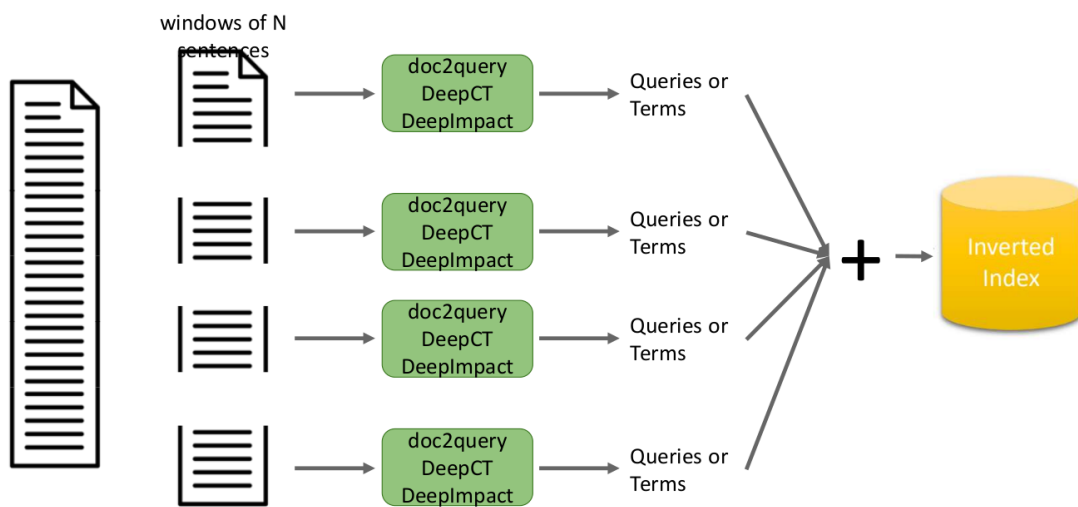 windows of N
sentences
doc2query
DeepCT
DeepImpact
Queries or
Terms
doc2query
DeepCT
DeepImpact
Queries or
Terms
doc2query
DeepCT
DeepImpact
Queries or
Terms
doc2query
DeepCT
DeepImpact
Queries or
Terms
+
Inverted
Index